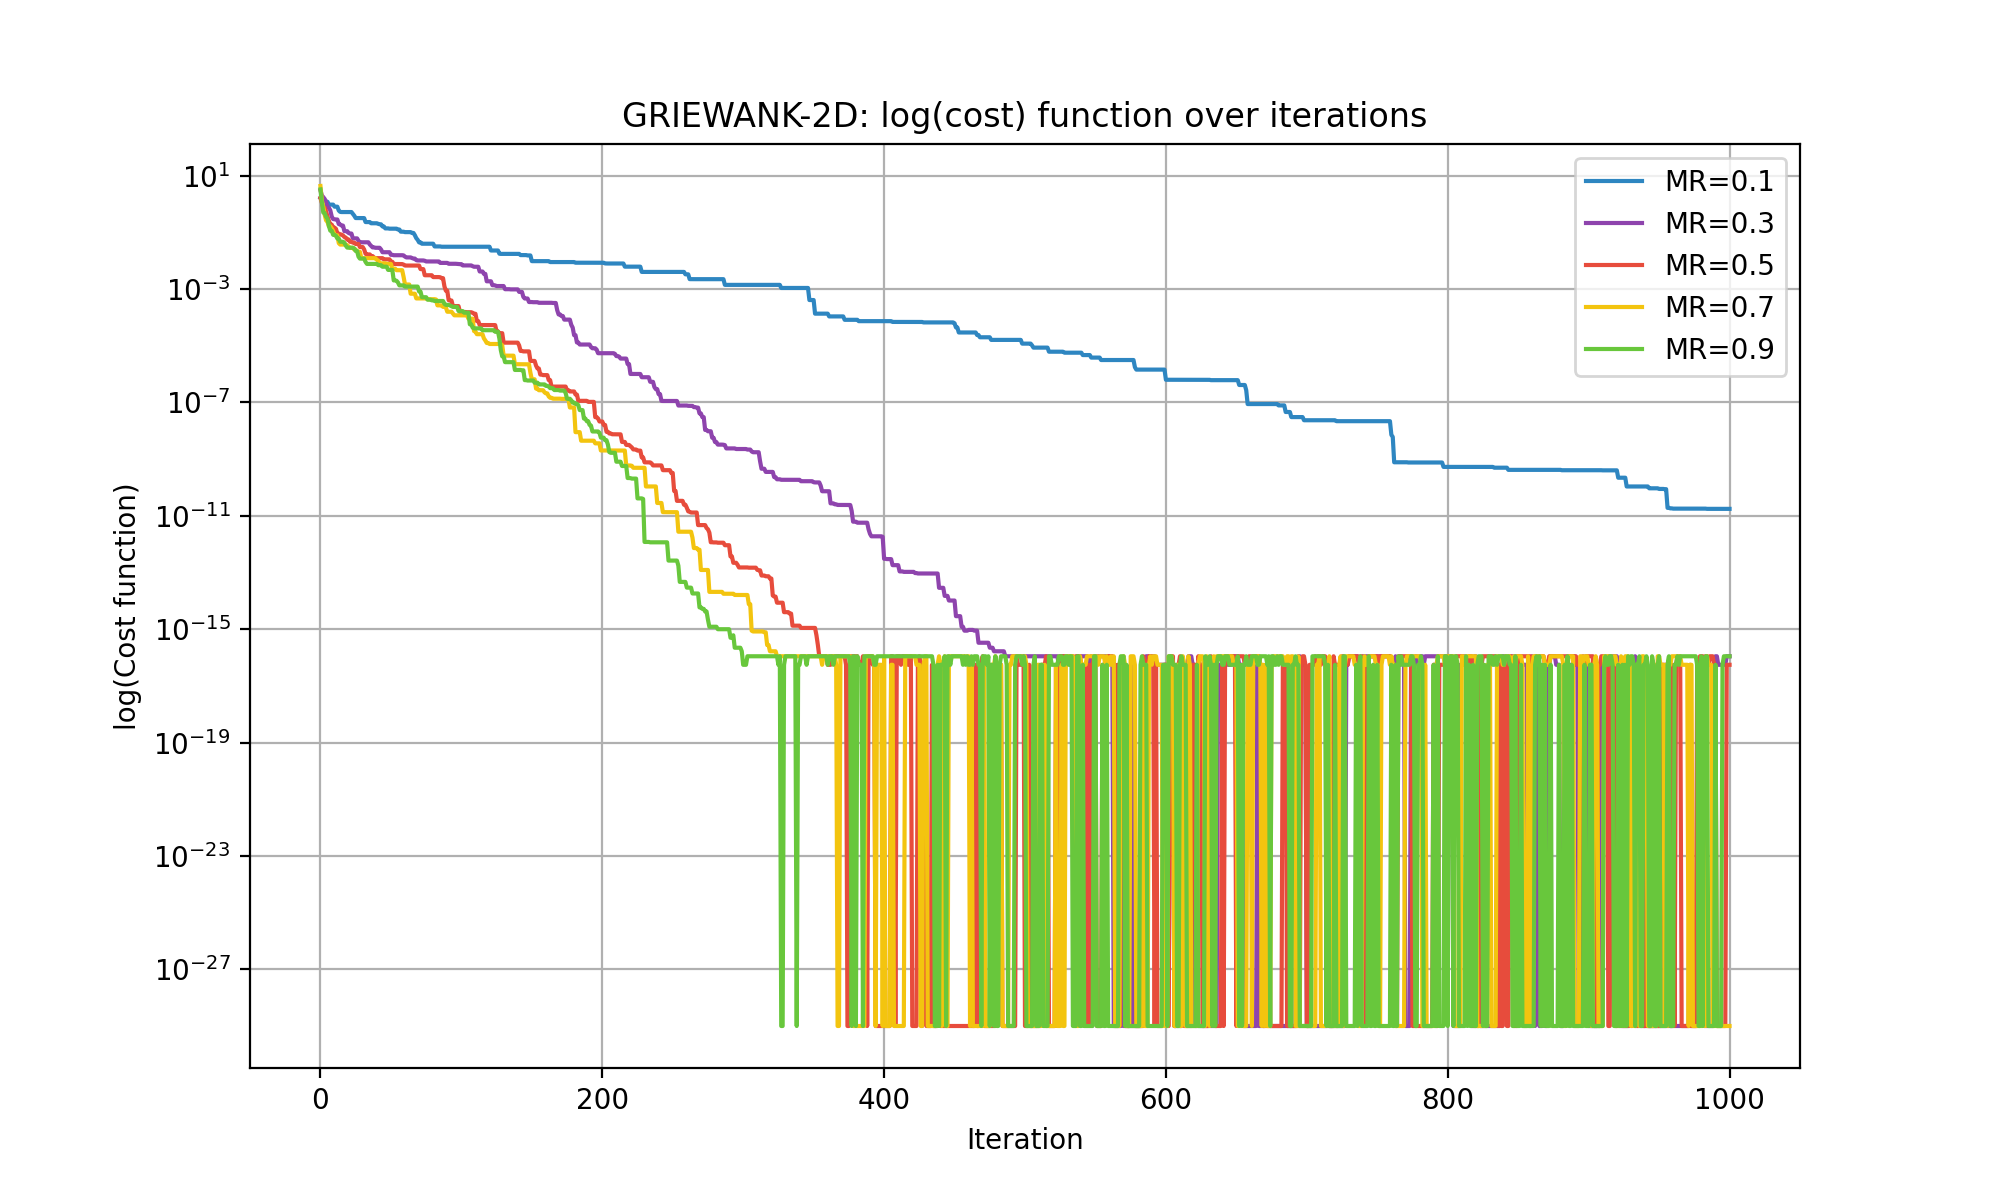 GRIEWANK-2D: log(cost) function over iterations
log(Cost function)
10¹
10⁻³
10⁻⁷
10⁻¹¹
10⁻¹⁵
10⁻¹⁹
10⁻²³
10⁻²⁷
MR=0.1
MR=0.3
MR=0.5
MR=0.7
MR=0.9
0 200 400 600 800 1000
Iteration